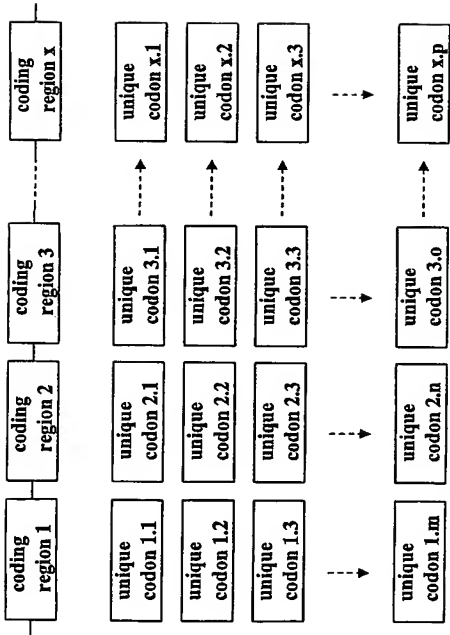 coding
region 1
coding
region 2
coding
region 3
coding
region x
unique
codon 1.1
unique
codon 2.1
unique
codon 3.1
unique
codon x.1
unique
codon 1.2
unique
codon 2.2
unique
codon 3.2
unique
codon x.2
unique
codon 1.3
unique
codon 2.3
unique
codon 3.3
unique
codon x.3
unique
codon 1.m
unique
codon 2.n
unique
codon 3.o
unique
codon x.p